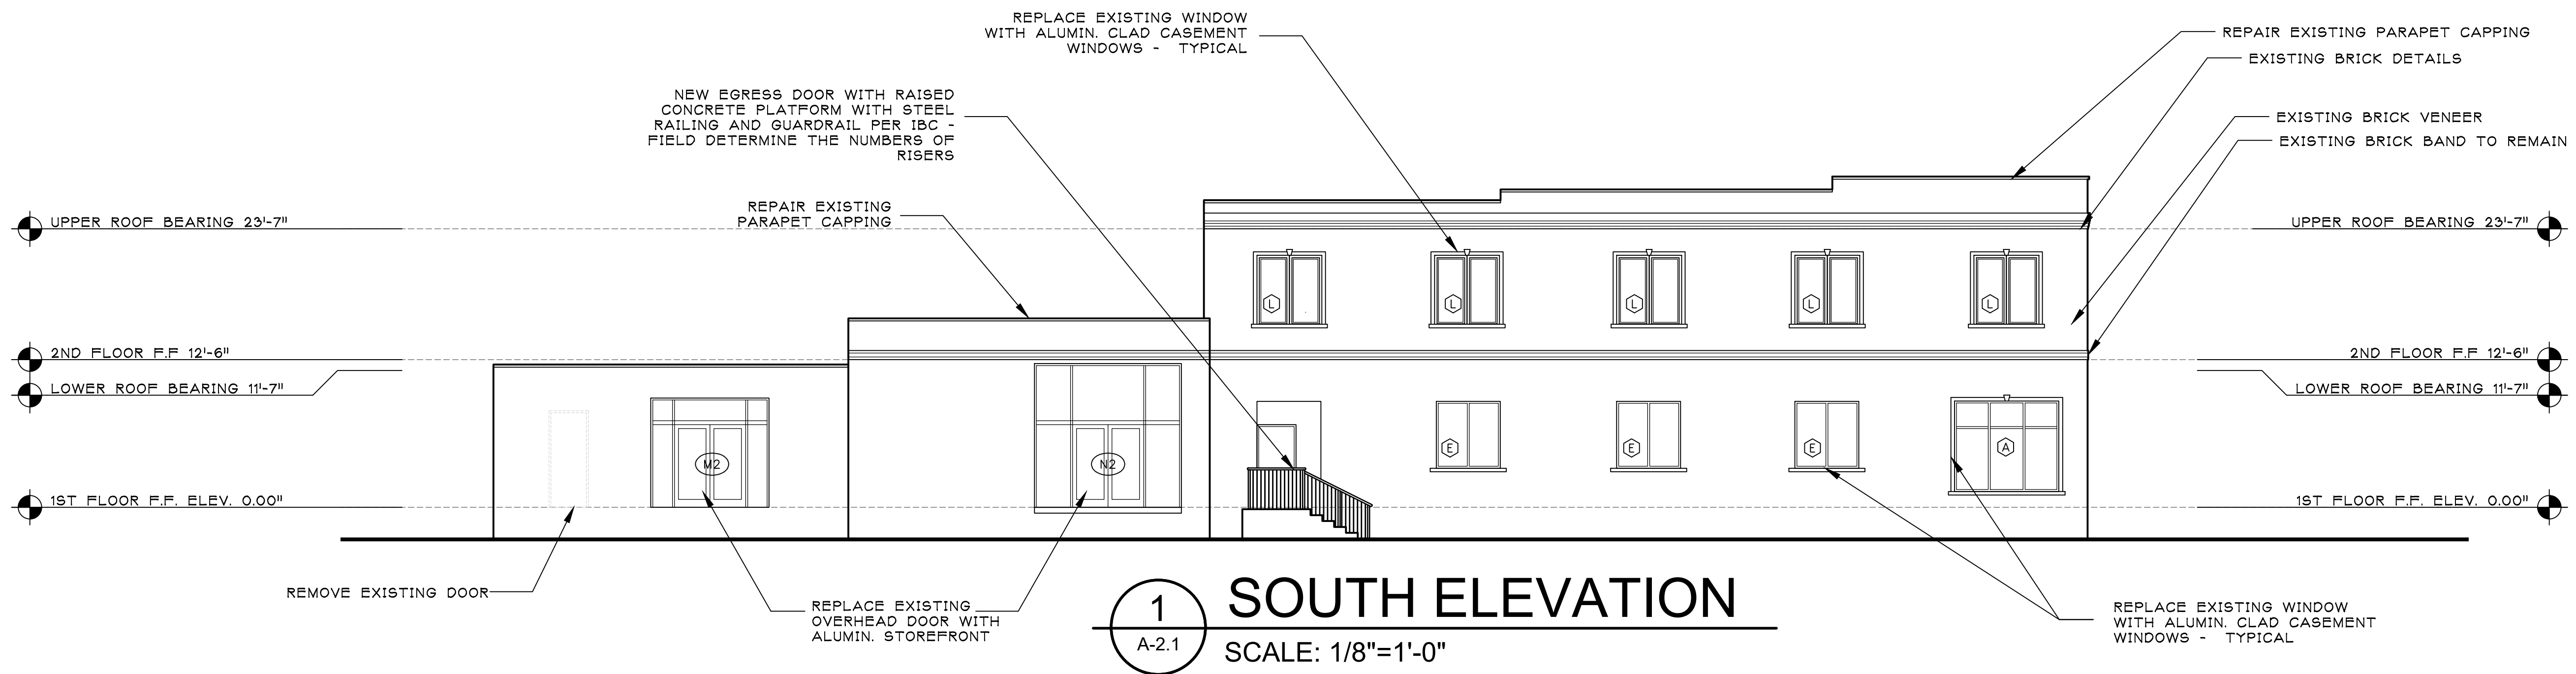 REPLACE EXISTING WINDOW
WITH ALUMIN. CLAD CASEMENT
WINDOWS - TYPICAL
REPAIR EXISTING PARAPET CAPPING
EXISTING BRICK DETAILS
NEW EGRESS DOOR WITH RAISED
CONCRETE PLATFORM WITH STEEL
RAILING AND GUARDRAIL PER IBC -
FIELD DETERMINE THE NUMBERS OF
RISERS
EXISTING BRICK VENEER
EXISTING BRICK BAND TO REMAIN
REPAIR EXISTING
PARAPET CAPPING
UPPER ROOF BEARING 23'-7"
UPPER ROOF BEARING 23'-7"
L
L
L
L
L
2ND FLOOR F.F 12'-6"
2ND FLOOR F.F 12'-6"
LOWER ROOF BEARING 11'-7"
LOWER ROOF BEARING 11'-7"
M2
N2
E
E
E
A
1ST FLOOR F.F. ELEV. 0.00"
1ST FLOOR F.F. ELEV. 0.00"
REMOVE EXISTING DOOR
REPLACE EXISTING
OVERHEAD DOOR WITH
ALUMIN. STOREFRONT
1
A-2.1
SOUTH ELEVATION
SCALE: 1/8"=1'-0"
REPLACE EXISTING WINDOW
WITH ALUMIN. CLAD CASEMENT
WINDOWS - TYPICAL